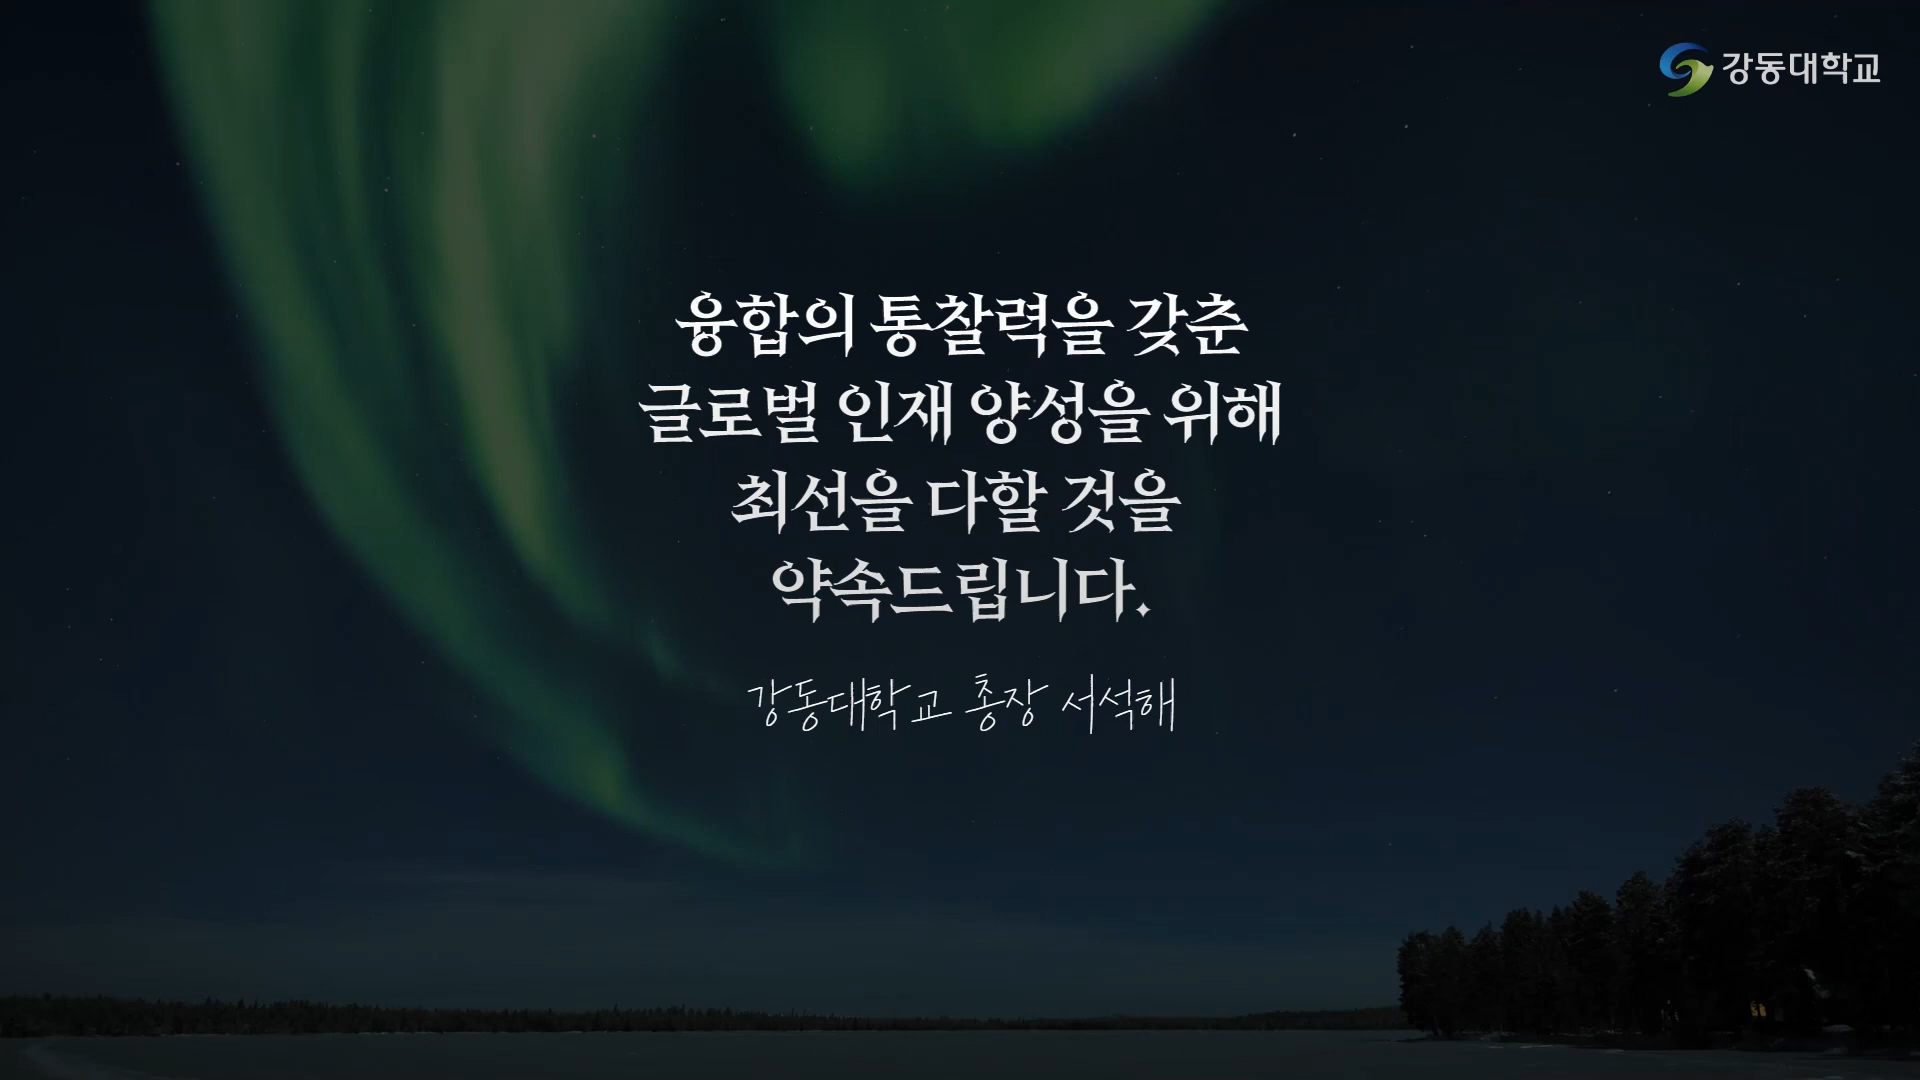 강동대학교
융합의 통찰력을 갖춘
글로벌 인재 양성을 위해
최선을 다할 것을
약속드립니다.
강동대학교 총장 서석해